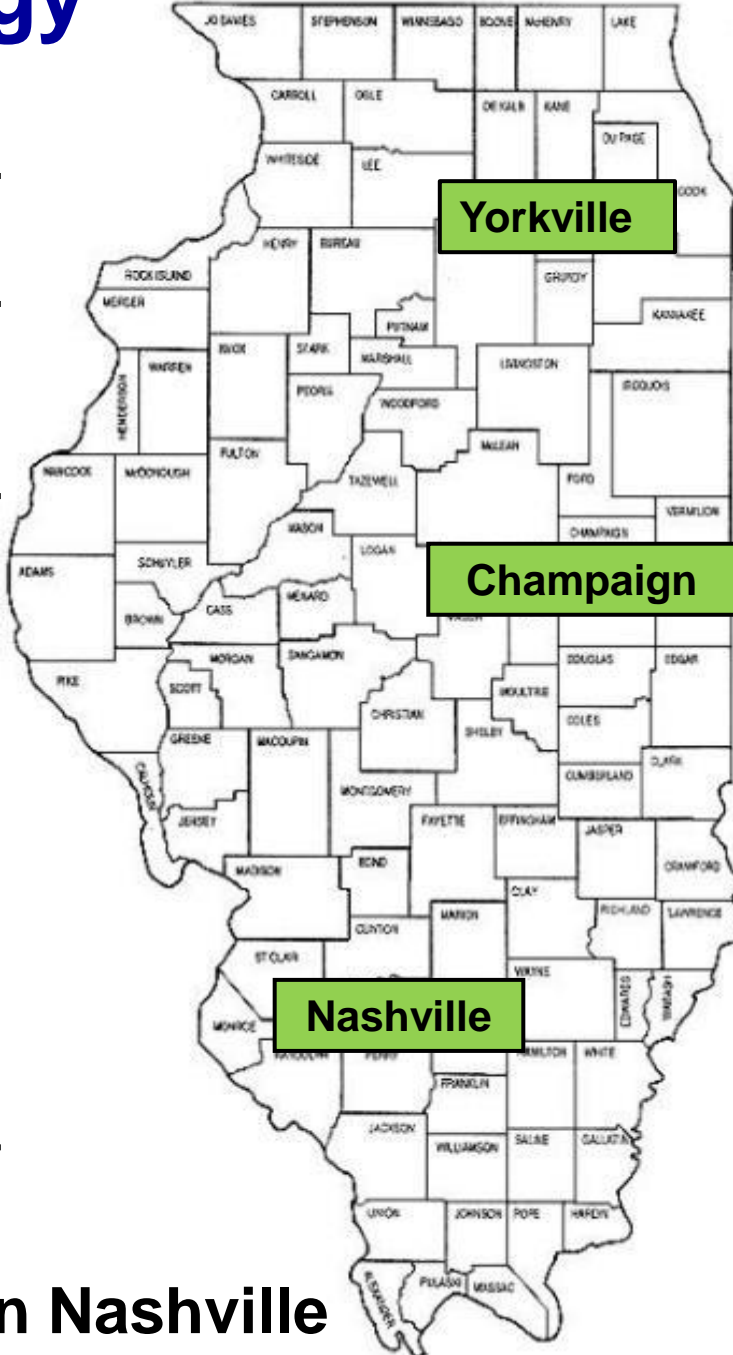 gy
JO DAVIES STEPHENSON WINNEBAGO BOONE McHENRY LAKE
CARROLL OGLE DE KALB KANE
DU PAGE
WHITESIDE LEE COOK
Yorkville
HENRY BUREAU
ROCK ISLAND GRUNDY
MERCER KANKAKEE
PUTNAM
KNOX STARK MARSHALL LIVINGSTON
WARREN
HENDERSON PEORIA WOODFORD IROQUOIS
McLEAN
HANCOCK McDONOUGH FULTON TAZEWELL FORD
VERMILION
MASON CHAMPAIGN
LOGAN
ADAMS SCHUYLER
Champaign
CASS MENARD
BROWN MACON
MORGAN SANGAMON DOUGLAS EDGAR
PIKE SCOTT MOULTRIE
CHRISTIAN COLES
GREENE MACOUPIN SHELBY
CALHOUN CUMBERLAND CLARK
MONTGOMERY
JERSEY FAYETTE EFFINGHAM JASPER
MADISON BOND CRAWFORD
CLAY
CLINTON MARION RICHLAND LAWRENCE
ST CLAIR WAYNE EDWARDS WABASH
Nashville
MONROE
RANDOLPH PERRY HAMILTON WHITE
FRANKLIN
JACKSON WILLIAMSON SALINE GALLATIN
UNION JOHNSON POPE HARDIN
ALEXANDER PULASKI MASSAC
n Nashville